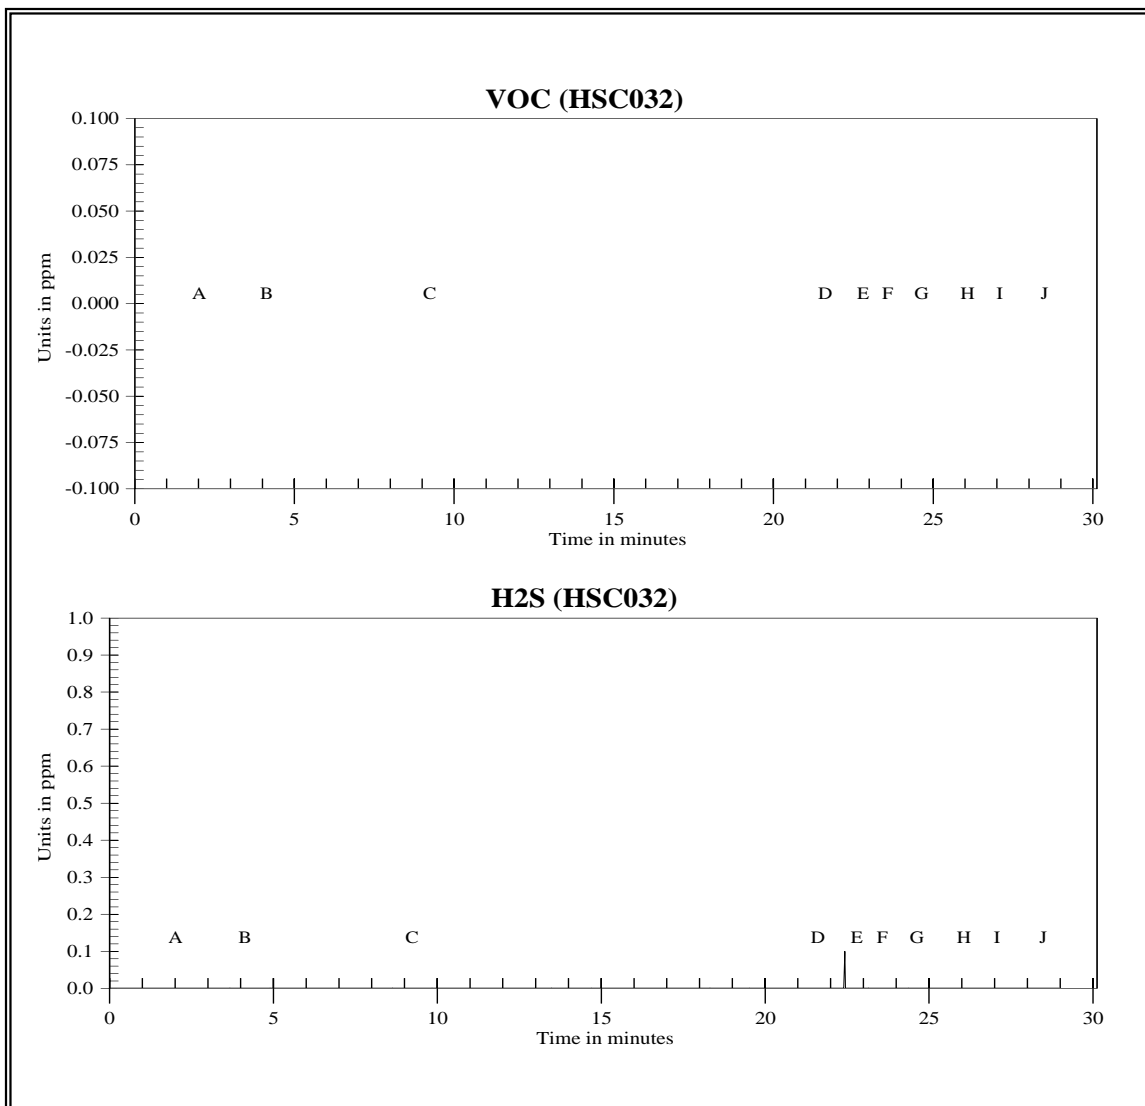 VOC (HSC032)
0.100
0.075
0.050
0.025
0.000
-0.025
-0.050
-0.075
-0.100
Units in ppm
A B C D E F G H I J
0 5 10 15 20 25 30
Time in minutes
H2S (HSC032)
1.0
0.9
0.8
0.7
0.6
0.5
0.4
0.3
0.2
0.1
0.0
Units in ppm
A B C D E F G H I J
0 5 10 15 20 25 30
Time in minutes